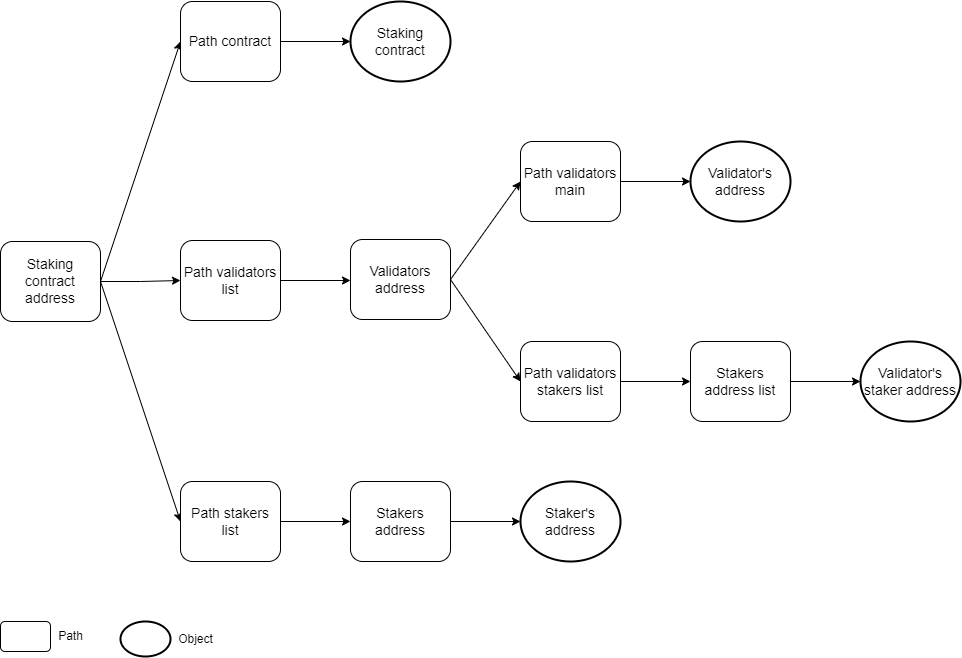 Path contract
Staking
contract
Path validators
main
Validator's
address
Staking
contract
address
Path validators
list
Validators
address
Path validators
stakers list
Stakers
address list
Validator's
staker address
Path stakers
list
Stakers
address
Staker's
address
Path
Object